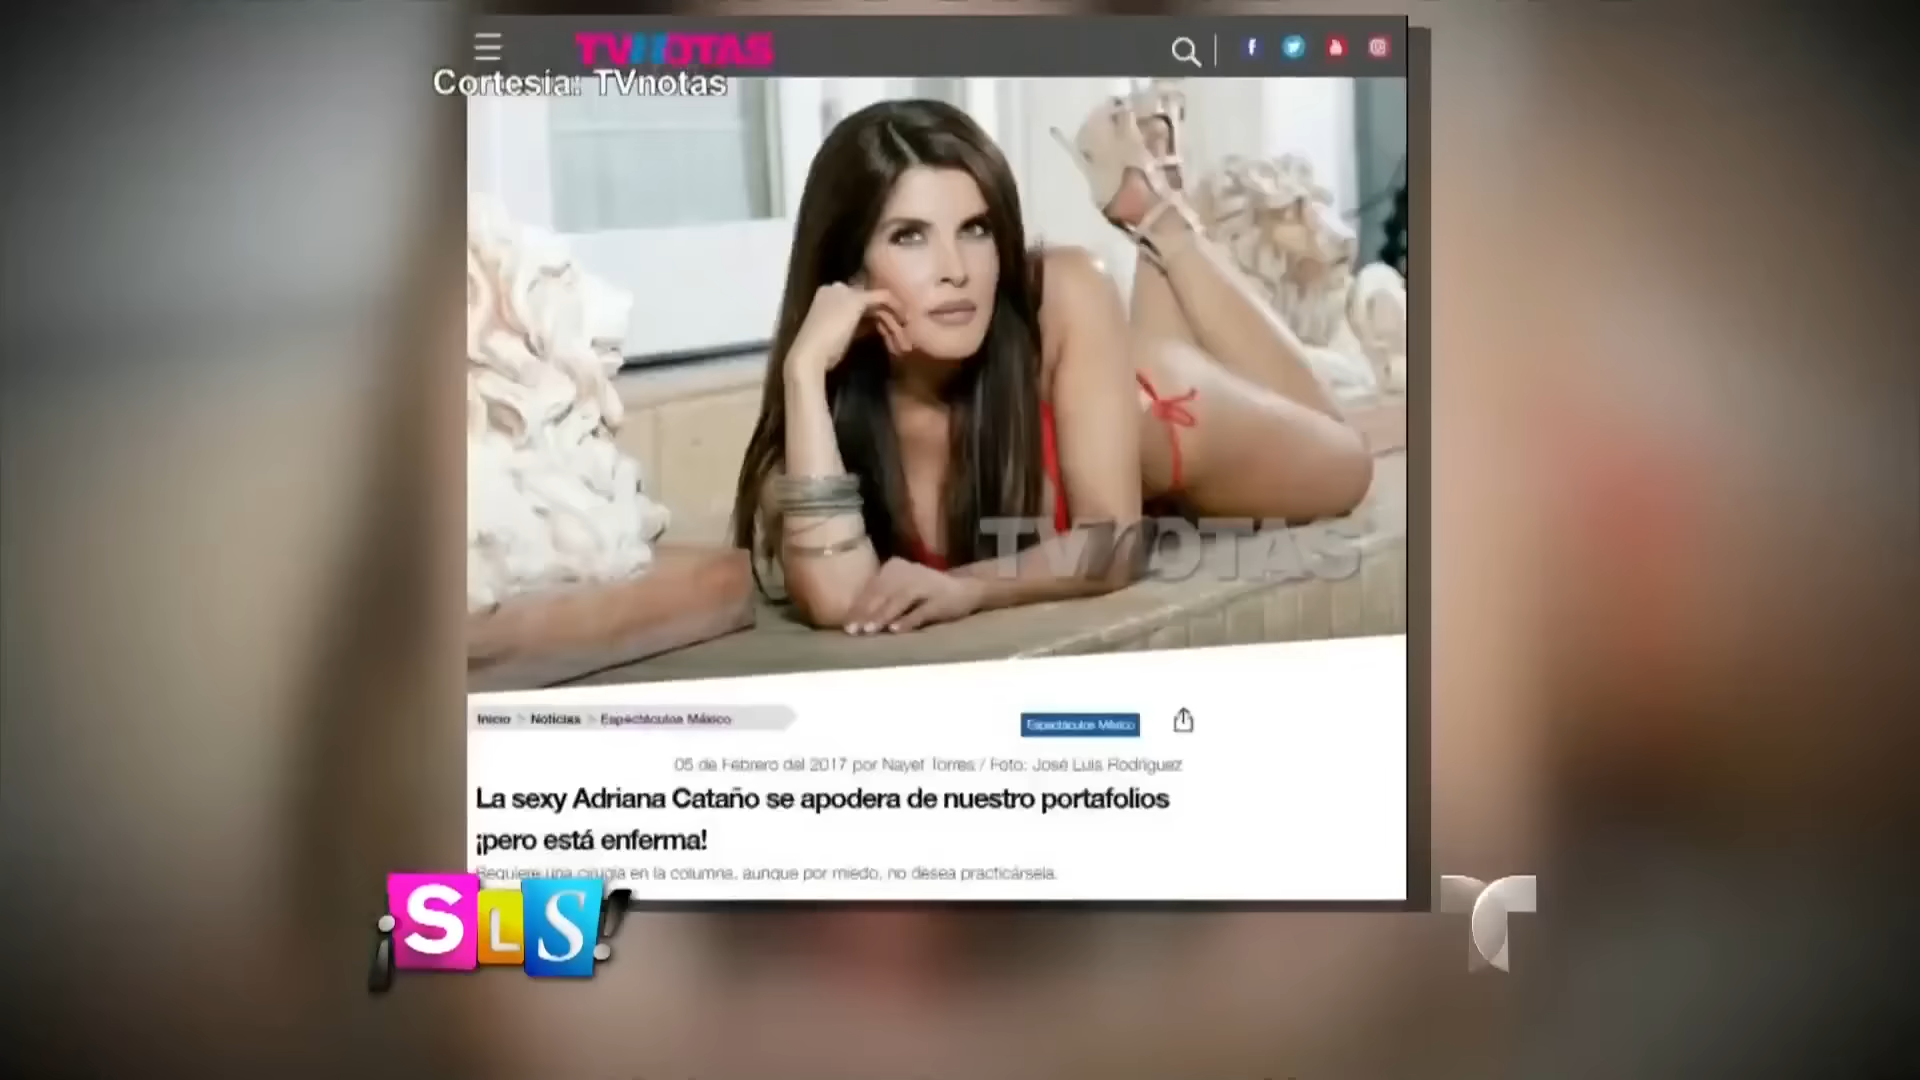 TVNOTAS
Cortesía: TVnotas
TVNOTAS
Inicio > Noticias > Espectáculos México
Espectáculos México
05 de Febrero del 2017 por Nayet Torres / Foto: José Luis Rodríguez
La sexy Adriana Cataño se apodera de nuestro portafolios
¡pero está enferma!
Requiere una cirugía en la columna, aunque por miedo, no desea practicársela.
¡SLS!